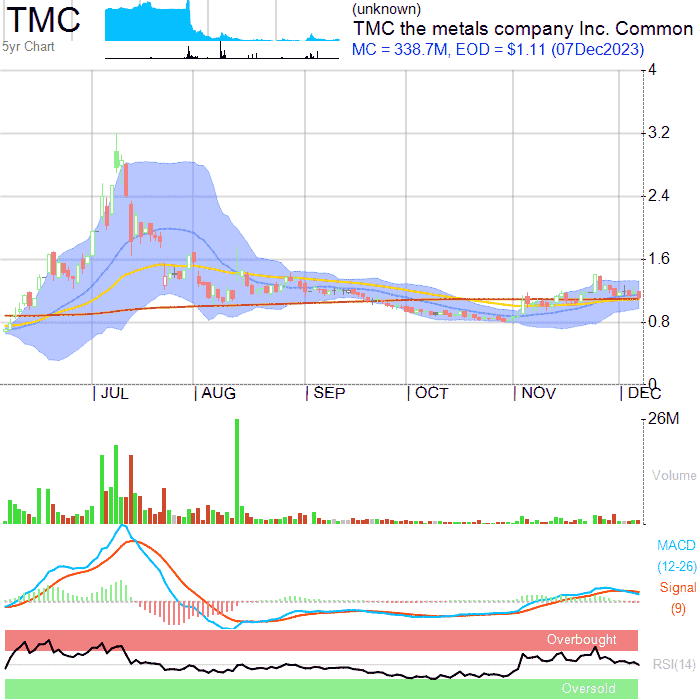 TMC
5yr Chart
(unknown)
TMC the metals company Inc. Common
MC = 338.7M, EOD = $1.11 (07Dec2023)
4
3.2
2.4
1.6
0.8
0
JUL AUG SEP OCT NOV DEC
26M
Volume
MACD
(12-26)
Signal
(9)
Overbought
RSI(14)
Oversold